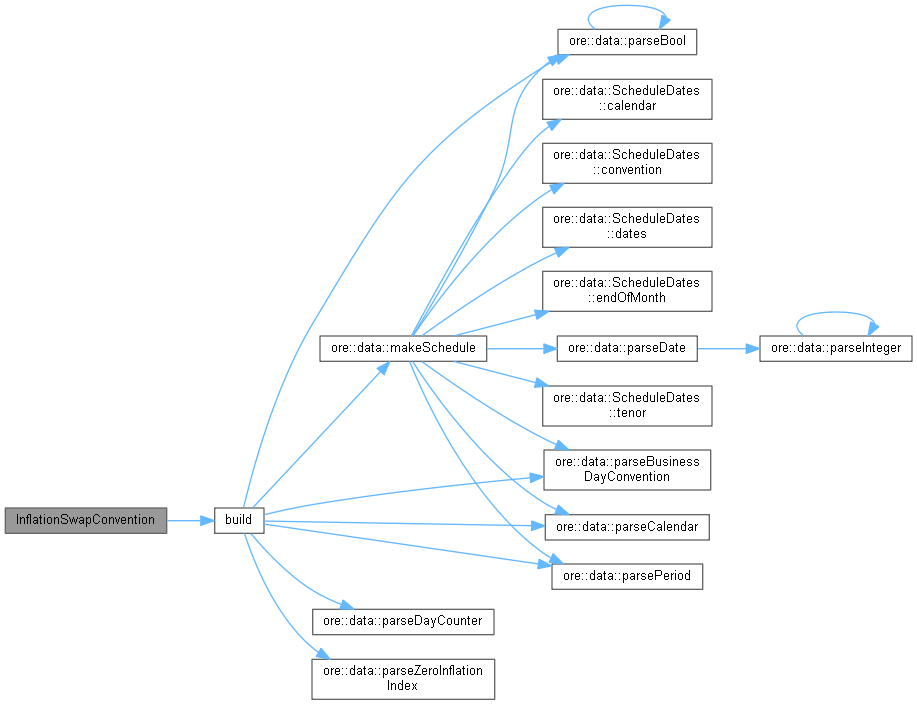 ore::data::parseBool
ore::data::ScheduleDates
::calendar
ore::data::ScheduleDates
::convention
ore::data::ScheduleDates
::dates
ore::data::ScheduleDates
::endOfMonth
ore::data::makeSchedule
ore::data::parseDate
ore::data::parseInteger
ore::data::ScheduleDates
::tenor
ore::data::parseBusiness
DayConvention
InflationSwapConvention
build
ore::data::parseCalendar
ore::data::parsePeriod
ore::data::parseDayCounter
ore::data::parseZeroInflation
Index